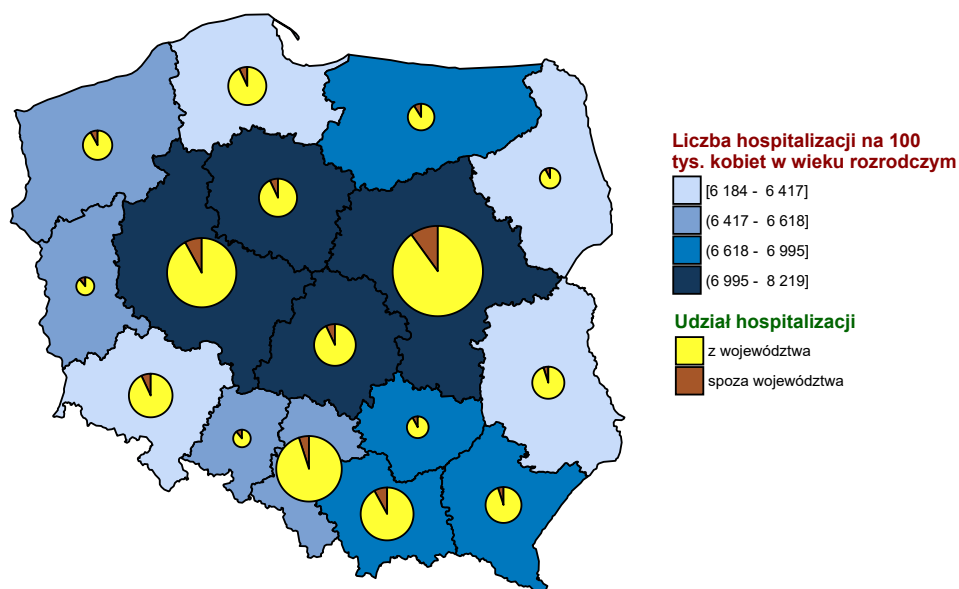 Liczba hospitalizacji na 100
tys. kobiet w wieku rozrodczym
[6 184 - 6 417]
(6 417 - 6 618]
(6 618 - 6 995]
(6 995 - 8 219]
Udział hospitalizacji
z województwa
spoza województwa